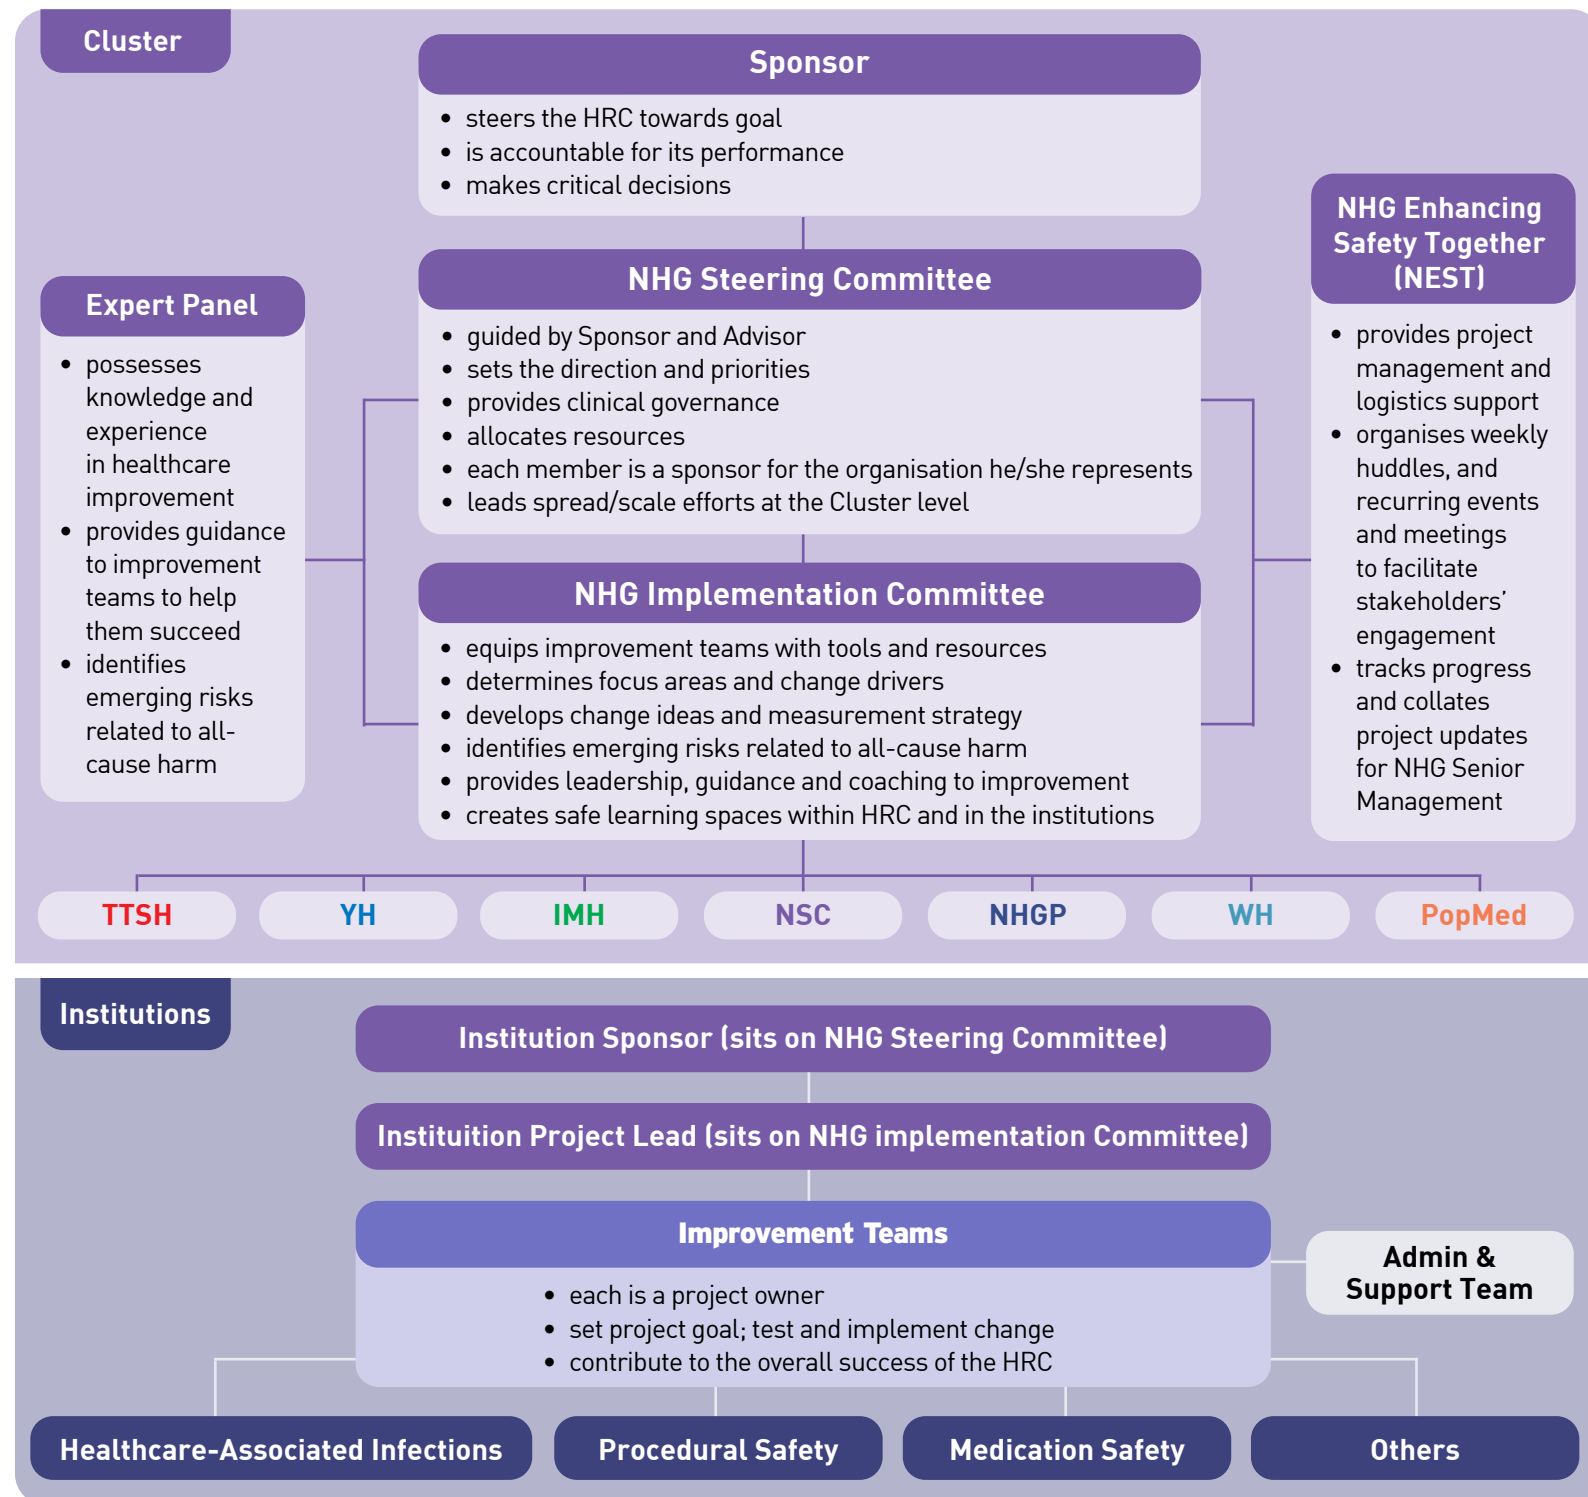 Cluster
Sponsor
• steers the HRC towards goal
• is accountable for its performance
• makes critical decisions
NHG Steering Committee
• guided by Sponsor and Advisor
• sets the direction and priorities
• provides clinical governance
• allocates resources
• each member is a sponsor for the organisation he/she represents
• leads spread/scale efforts at the Cluster level
Expert Panel
• possesses
knowledge and
experience
in healthcare
improvement
• provides guidance
to improvement
teams to help
them succeed
• identifies
emerging risks
related to all-
cause harm
NHG Enhancing
Safety Together
(NEST)
• provides project
management and
logistics support
• organises weekly
huddles, and
recurring events
and meetings
to facilitate
stakeholders’
engagement
• tracks progress
and collates
project updates
for NHG Senior
Management
NHG Implementation Committee
• equips improvement teams with tools and resources
• determines focus areas and change drivers
• develops change ideas and measurement strategy
• identifies emerging risks related to all-cause harm
• provides leadership, guidance and coaching to improvement
• creates safe learning spaces within HRC and in the institutions
TTSH
YH
IMH
NSC
NHGP
WH
PopMed
Institutions
Institution Sponsor (sits on NHG Steering Committee)
Instituition Project Lead (sits on NHG implementation Committee)
Improvement Teams
• each is a project owner
• set project goal; test and implement change
• contribute to the overall success of the HRC
Admin &
Support Team
Healthcare-Associated Infections
Procedural Safety
Medication Safety
Others